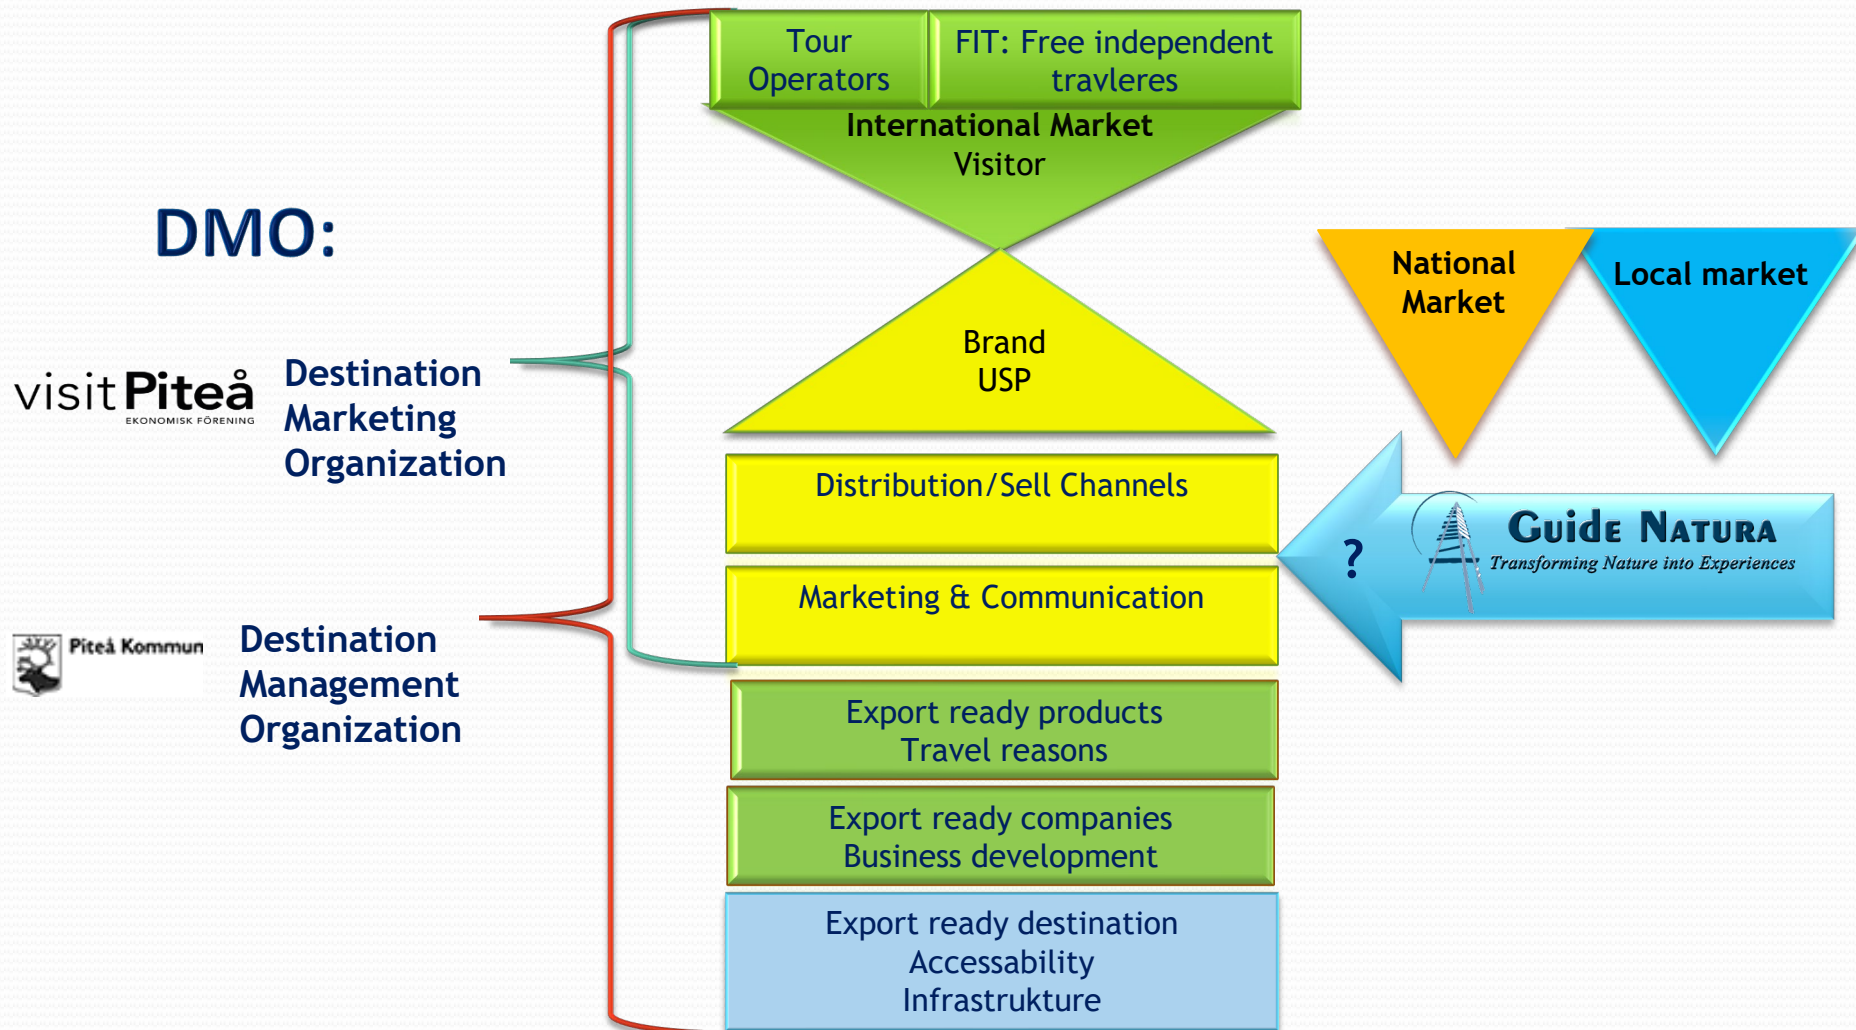 Tour
Operators
FIT: Free independent
travleres
International Market
Visitor
DMO:
National
Market
Local market
Brand
USP
visit Piteå
EKONOMISK FÖRENING
Destination
Marketing
Organization
Distribution/Sell Channels
?
GUIDE NATURA
Transforming Nature into Experiences
Marketing & Communication
Piteå Kommun
Destination
Management
Organization
Export ready products
Travel reasons
Export ready companies
Business development
Export ready destination
Accessability
Infrastrukture